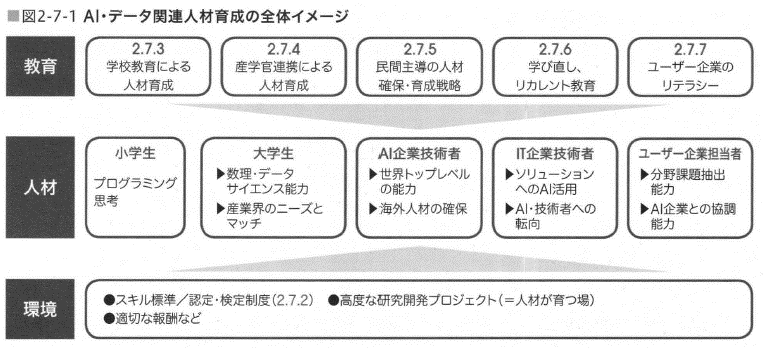 ■図2-7-1 AI・データ関連人材育成の全体イメージ
教育
2.7.3
学校教育による
人材育成
2.7.4
産学官連携による
人材育成
2.7.5
民間主導の人材
確保・育成戦略
2.7.6
学び直し、
リカレント教育
2.7.7
ユーザー企業の
リテラシー
人材
小学生
プログラミング
思考
大学生
▶数理・データ
サイエンス能力
▶産業界のニーズと
マッチ
AI企業技術者
▶世界トップレベル
の能力
▶海外人材の確保
IT企業技術者
▶ソリューション
へのAI活用
▶AI・技術者への
転向
ユーザー企業担当者
▶分野課題抽出
能力
▶AI企業との協調
能力
環境
●スキル標準／認定・検定制度（2.7.2） ●高度な研究開発プロジェクト（＝人材が育つ場）
●適切な報酬など